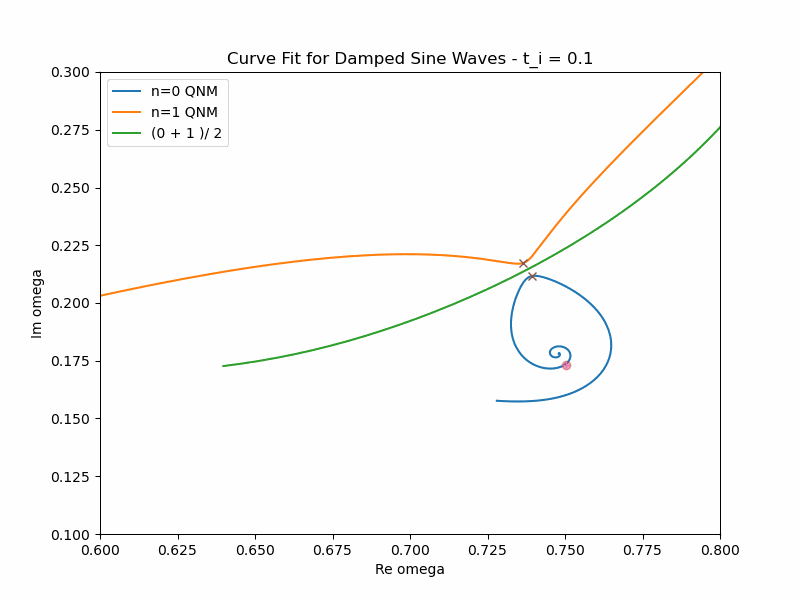 Curve Fit for Damped Sine Waves - t_i = 0.1
n=0 QNM
n=1 QNM
(0 + 1 )/ 2
0.300
0.275
0.250
0.225
0.200
0.175
0.150
0.125
0.100
Im omega
0.600 0.625 0.650 0.675 0.700 0.725 0.750 0.775 0.800
Re omega